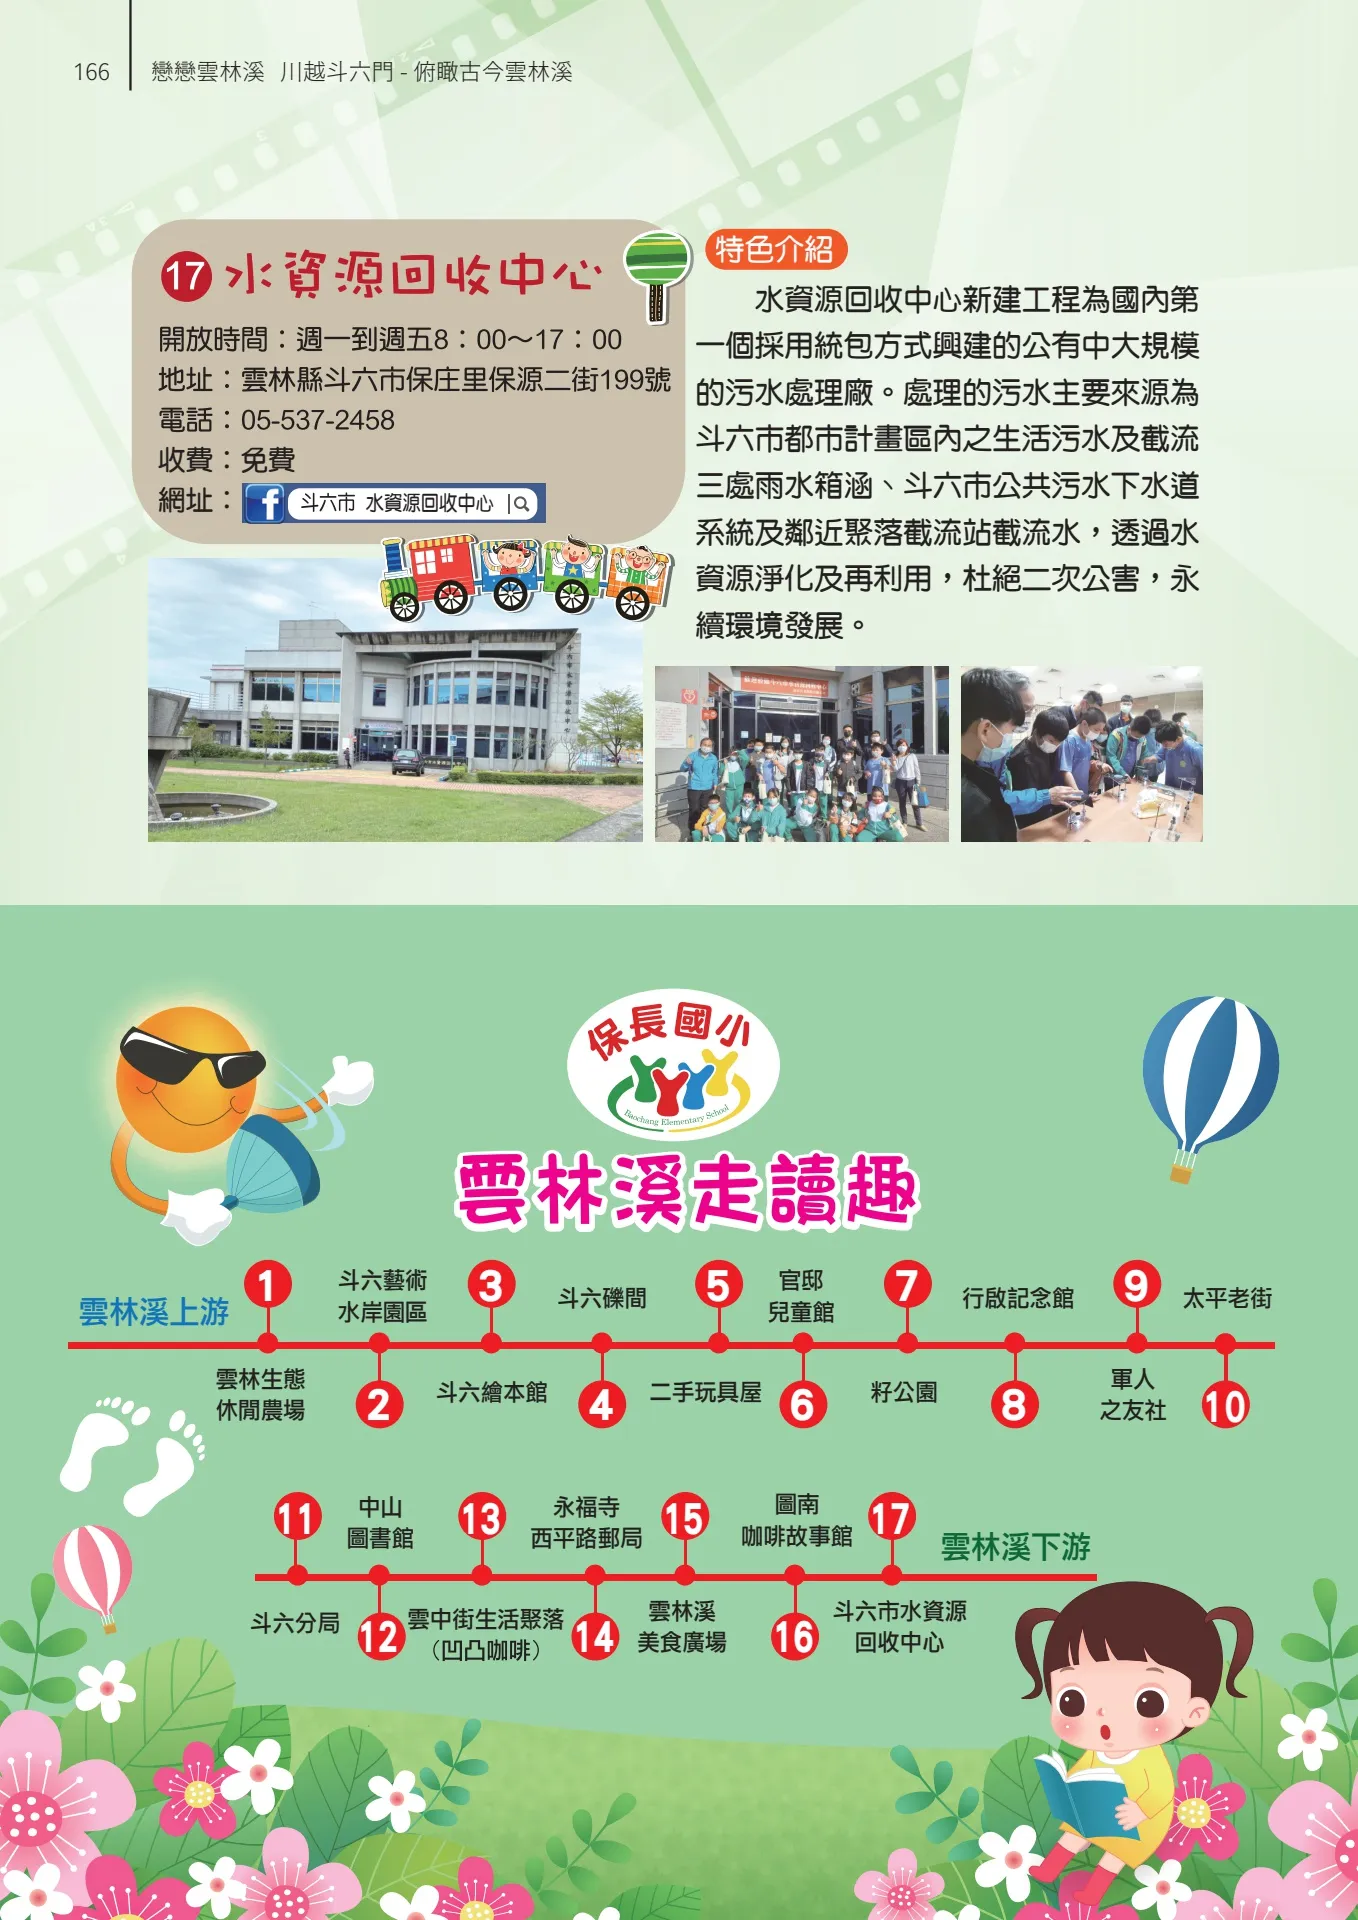 166
戀戀雲林溪 川越斗六門 - 俯瞰古今雲林溪
17 水資源回收中心
開放時間：週一到週五8：00～17：00
地址：雲林縣斗六市保庄里保源二街199號
電話：05-537-2458
收費：免費
網址：f 斗六市 水資源回收中心
特色介紹
水資源回收中心新建工程為國內第
一個採用統包方式興建的公有中大規模
的污水處理廠。處理的污水主要來源為
斗六市都市計畫區內之生活污水及截流
三處雨水箱涵、斗六市公共污水下水道
系統及鄰近聚落截流站截流水，透過水
資源淨化及再利用，杜絕二次公害，永
續環境發展。
保長國小
Baochang Elementary School
雲林溪走讀趣
雲林溪上游
1
雲林生態
休閒農場
斗六藝術
水岸園區
2
3
斗六繪本館
斗六礫間
4
5
二手玩具屋
官邸
兒童館
6
7
籽公園
行啟記念館
8
9
軍人
之友社
太平老街
10
11
斗六分局
中山
圖書館
12
13
雲中街生活聚落
（凹凸咖啡）
永福寺
西平路郵局
14
15
雲林溪
美食廣場
圖南
咖啡故事館
16
17
斗六市水資源
回收中心
雲林溪下游